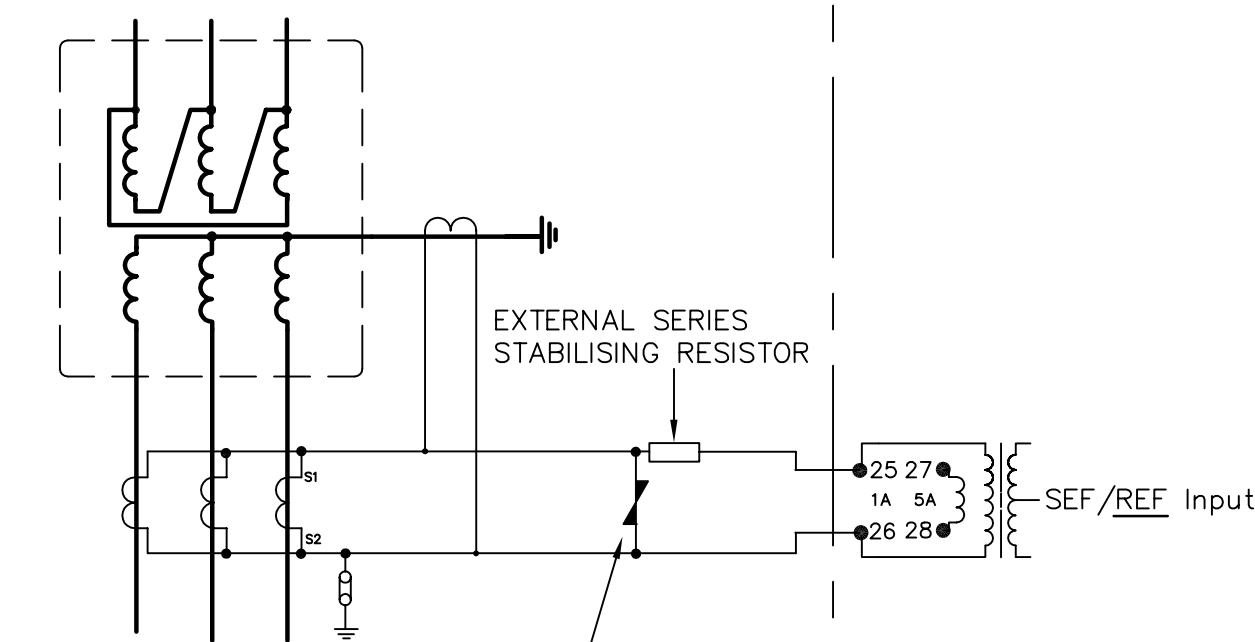 EXTERNAL SERIES
STABILISING RESISTOR
S1
25 27
1A 5A
SEF/REF Input
26 28
S2